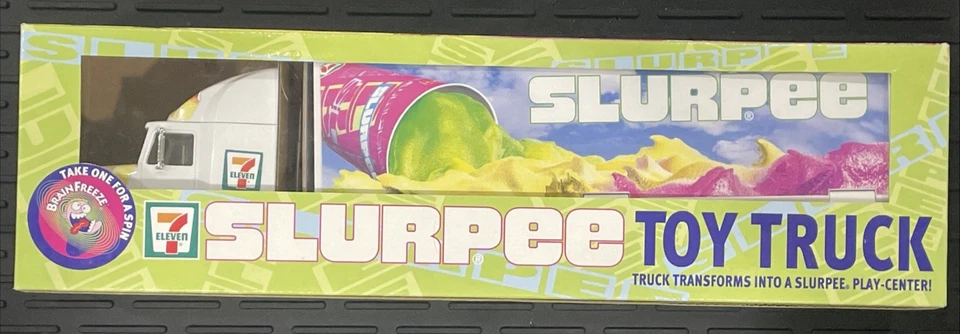 SLURPEE®
7
ELEVEN
TAKE ONE FOR A SPIN
BRAINFREEZE
7
ELEVEN
SLURPEE® TOY TRUCK
TRUCK TRANSFORMS INTO A SLURPEE® PLAY-CENTER!